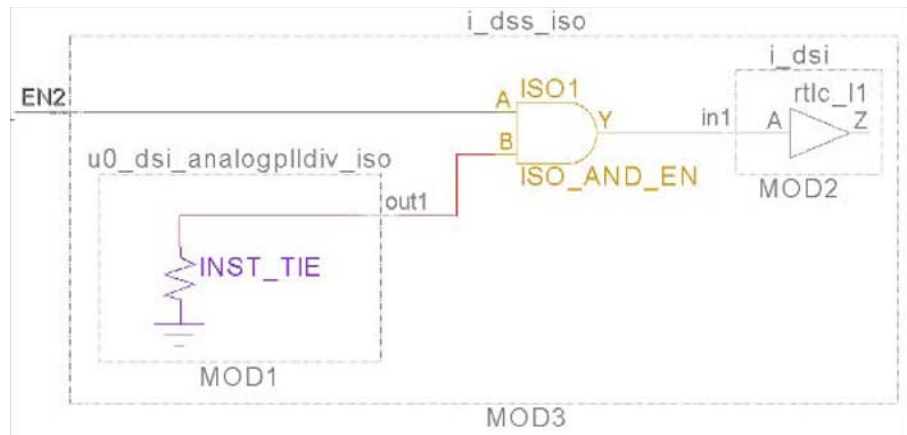 i_dss_iso
i_dsi
ISO1
rtlc_I1
EN2
A
Y
in1
A
Z
B
u0_dsi_analogplldiv_iso
ISO_AND_EN
MOD2
out1
INST_TIE
MOD1
MOD3